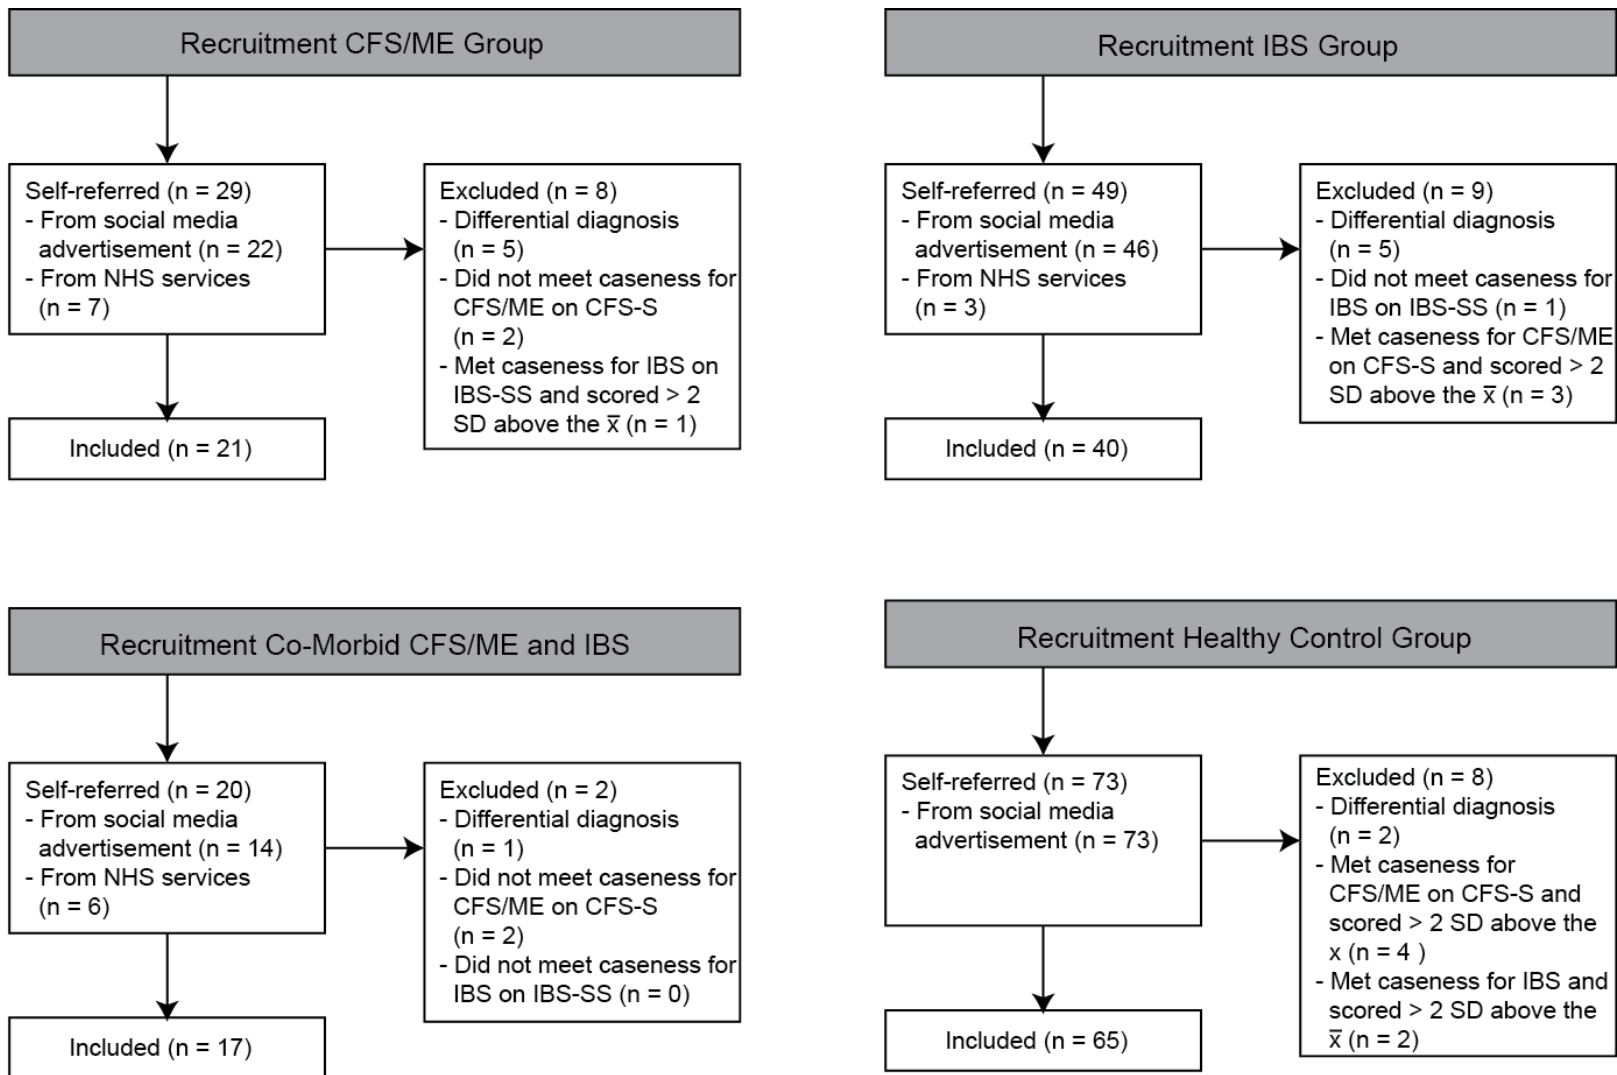 Recruitment CFS/ME Group
Self-referred (n = 29)
- From social media
advertisement (n = 22)
- From NHS services
(n = 7)
Excluded (n = 8)
- Differential diagnosis
(n = 5)
- Did not meet caseness for
CFS/ME on CFS-S
(n = 2)
- Met caseness for IBS on
IBS-SS and scored > 2
SD above the x̅ (n = 1)
Included (n = 21)
Recruitment IBS Group
Self-referred (n = 49)
- From social media
advertisement (n = 46)
- From NHS services
(n = 3)
Excluded (n = 9)
- Differential diagnosis
(n = 5)
- Did not meet caseness for
IBS on IBS-SS (n = 1)
- Met caseness for CFS/ME
on CFS-S and scored > 2
SD above the x̅ (n = 3)
Included (n = 40)
Recruitment Co-Morbid CFS/ME and IBS
Self-referred (n = 20)
- From social media
advertisement (n = 14)
- From NHS services
(n = 6)
Excluded (n = 2)
- Differential diagnosis
(n = 1)
- Did not meet caseness for
CFS/ME on CFS-S
(n = 2)
- Did not meet caseness for
IBS on IBS-SS (n = 0)
Included (n = 17)
Recruitment Healthy Control Group
Self-referred (n = 73)
- From social media
advertisement (n = 73)
Excluded (n = 8)
- Differential diagnosis
(n = 2)
- Met caseness for
CFS/ME on CFS-S and
scored > 2 SD above the
x (n = 4 )
- Met caseness for IBS and
scored > 2 SD above the
x̅ (n = 2)
Included (n = 65)